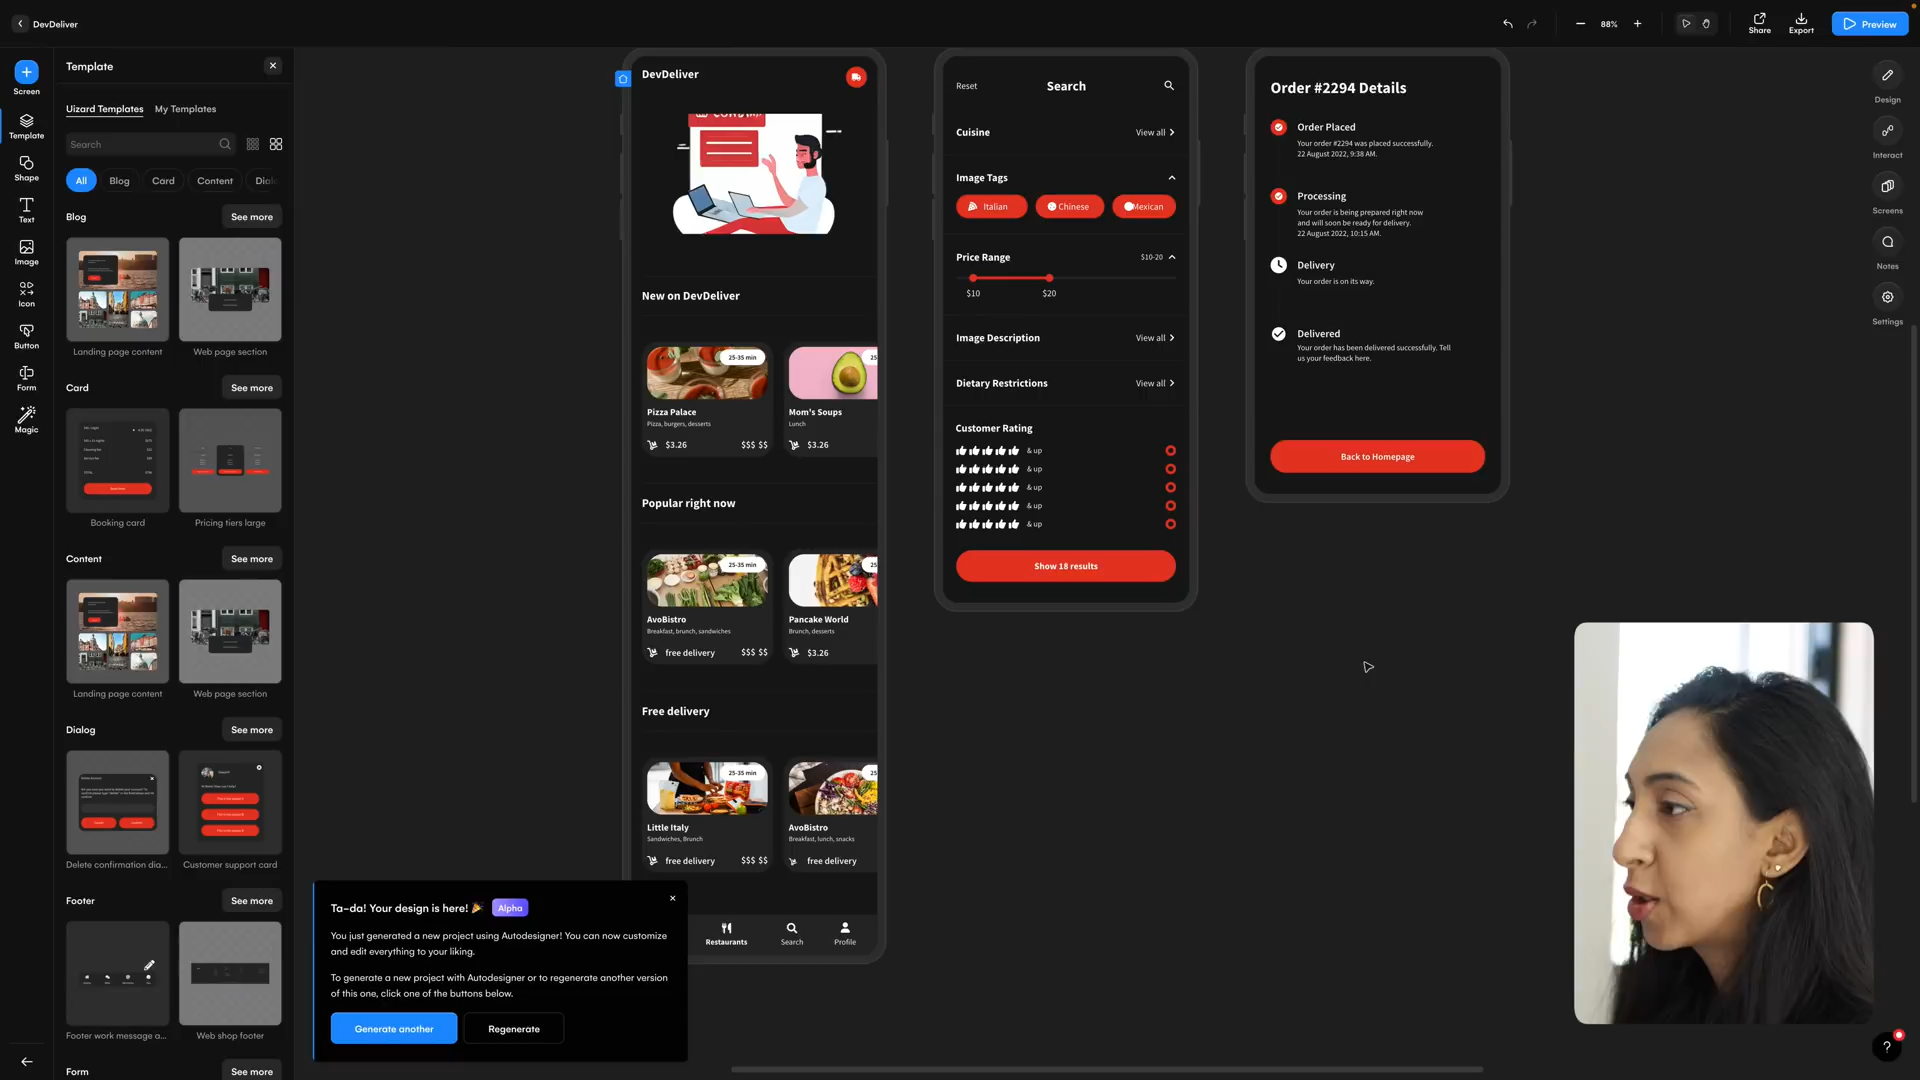 DevDeliver
88%
Share
Export
Preview
Screen
Template
Shape
Text
Image
Icon
Button
Form
Magic
Template
Uizard Templates
My Templates
Search
All
Blog
Card
Content
Blog
See more
Landing page content
Web page section
Card
See more
Booking card
Pricing tiers large
Content
See more
Landing page content
Web page section
Dialog
See more
Delete confirmation dia...
Customer support card
Footer
See more
Footer work message a...
Web shop footer
Form
See more
DevDeliver
New on DevDeliver
25-35 min
25
Pizza Palace
Pizza, burgers, desserts
$3.26
$$$ $$
Mom's Soups
Lunch
$3.26
Popular right now
25-35 min
25
AvoBistro
Breakfast, brunch, sandwiches
free delivery
$$$ $$
Pancake World
Brunch, desserts
$3.26
Free delivery
25-35 min
25
Little Italy
Sandwiches, Brunch
free delivery
$$$ $$
AvoBistro
Breakfast, lunch, snacks
free delivery
Restaurants
Search
Profile
Reset
Search
Cuisine
View all
Image Tags
Italian
Chinese
Mexican
Price Range
$10-20
$10
$20
Image Description
View all
Dietary Restrictions
View all
Customer Rating
& up
& up
& up
& up
& up
Show 18 results
Order #2294 Details
Order Placed
Your order #2294 was placed successfully.
22 August 2022, 9:38 AM.
Processing
Your order is being prepared right now
and will soon be ready for delivery.
22 August 2022, 10:15 AM.
Delivery
Your order is on its way.
Delivered
Your order has been delivered successfully. Tell
us your feedback here.
Back to Homepage
Design
Interact
Screens
Notes
Settings
Ta-da! Your design is here! 🎉
Alpha
You just generated a new project using Autodesigner! You can now customize
and edit everything to your liking.
To generate a new project with Autodesigner or to regenerate another version
of this one, click one of the buttons below.
Generate another
Regenerate
?